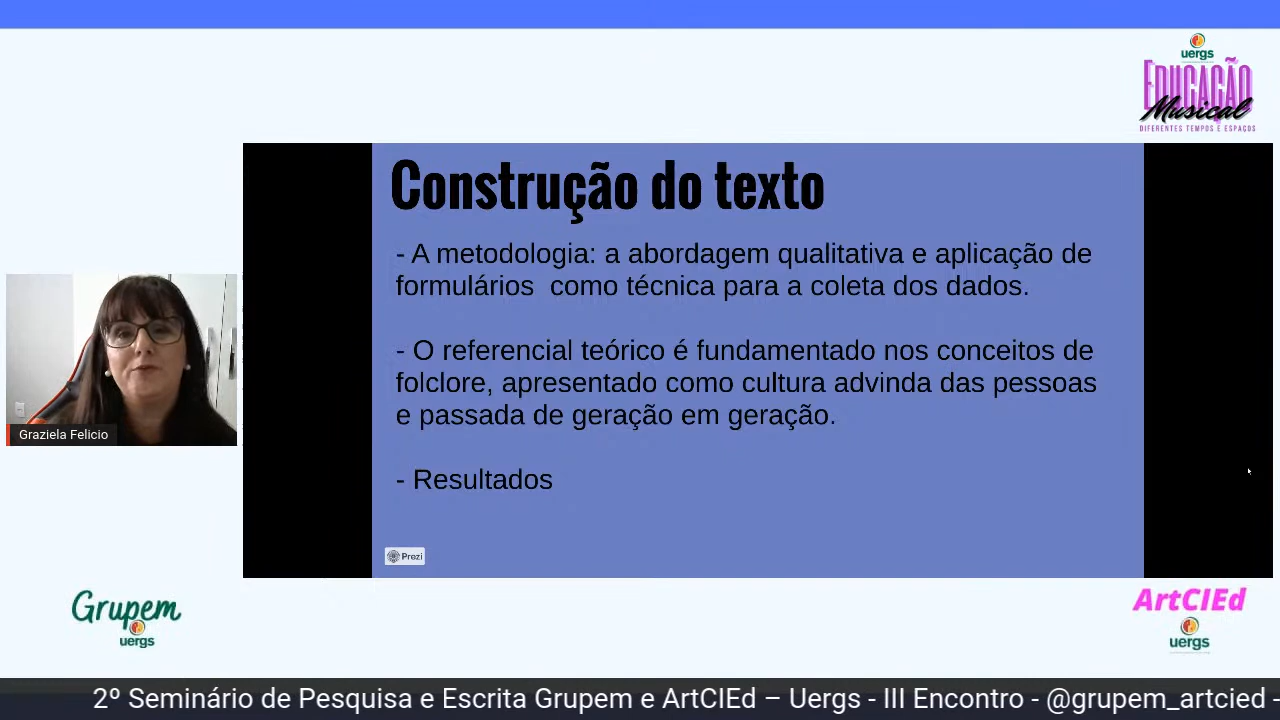 uergs
EDUCAÇÃO
Musical
DIFERENTES TEMPOS E ESPAÇOS
Construção do texto
- A metodologia: a abordagem qualitativa e aplicação de
formulários  como técnica para a coleta dos dados.
- O referencial teórico é fundamentado nos conceitos de
folclore, apresentado como cultura advinda das pessoas
e passada de geração em geração.
- Resultados
Prezi
Graziela Felicio
Grupem
uergs
ArtCIEd
uergs
2º Seminário de Pesquisa e Escrita Grupem e ArtCIEd – Uergs - III Encontro - @grupem_artcied -